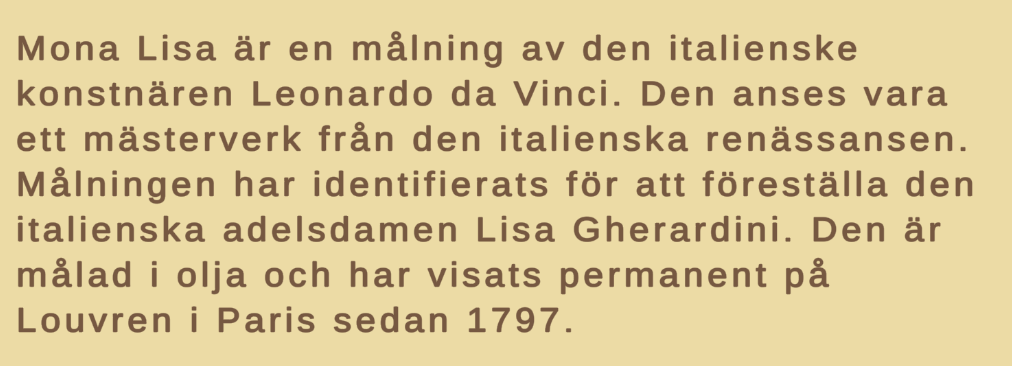 Mona Lisa är en målning av den italienske
konstnären Leonardo da Vinci. Den anses vara
ett mästerverk från den italienska renässansen.
Målningen har identifierats för att föreställa den
italienska adelsdamen Lisa Gherardini. Den är
målad i olja och har visats permanent på
Louvren i Paris sedan 1797.